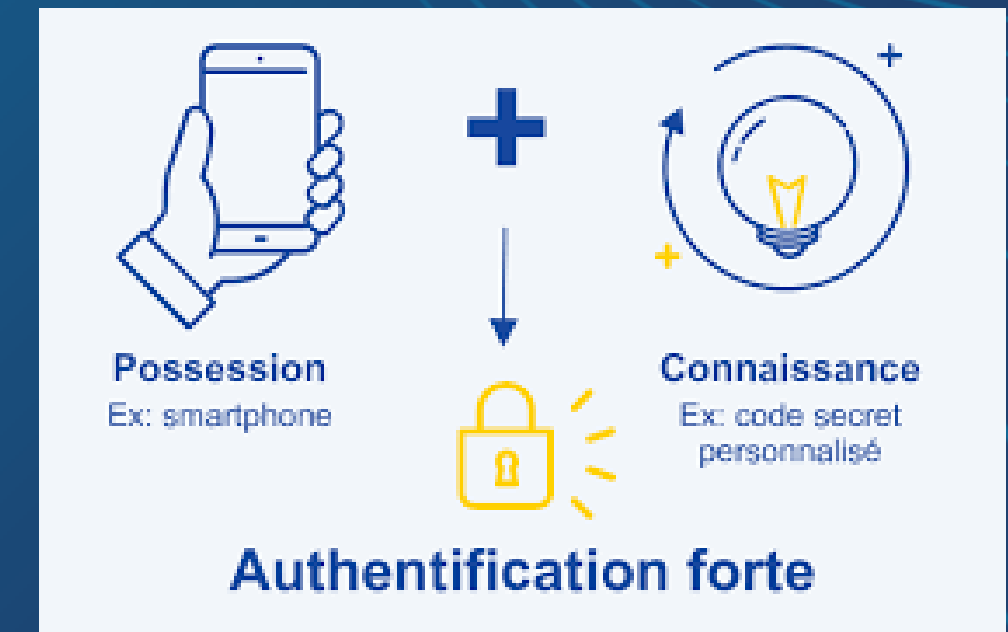 Possession
Ex: smartphone
Connaissance
Ex: code secret
personnalisé
Authentification forte